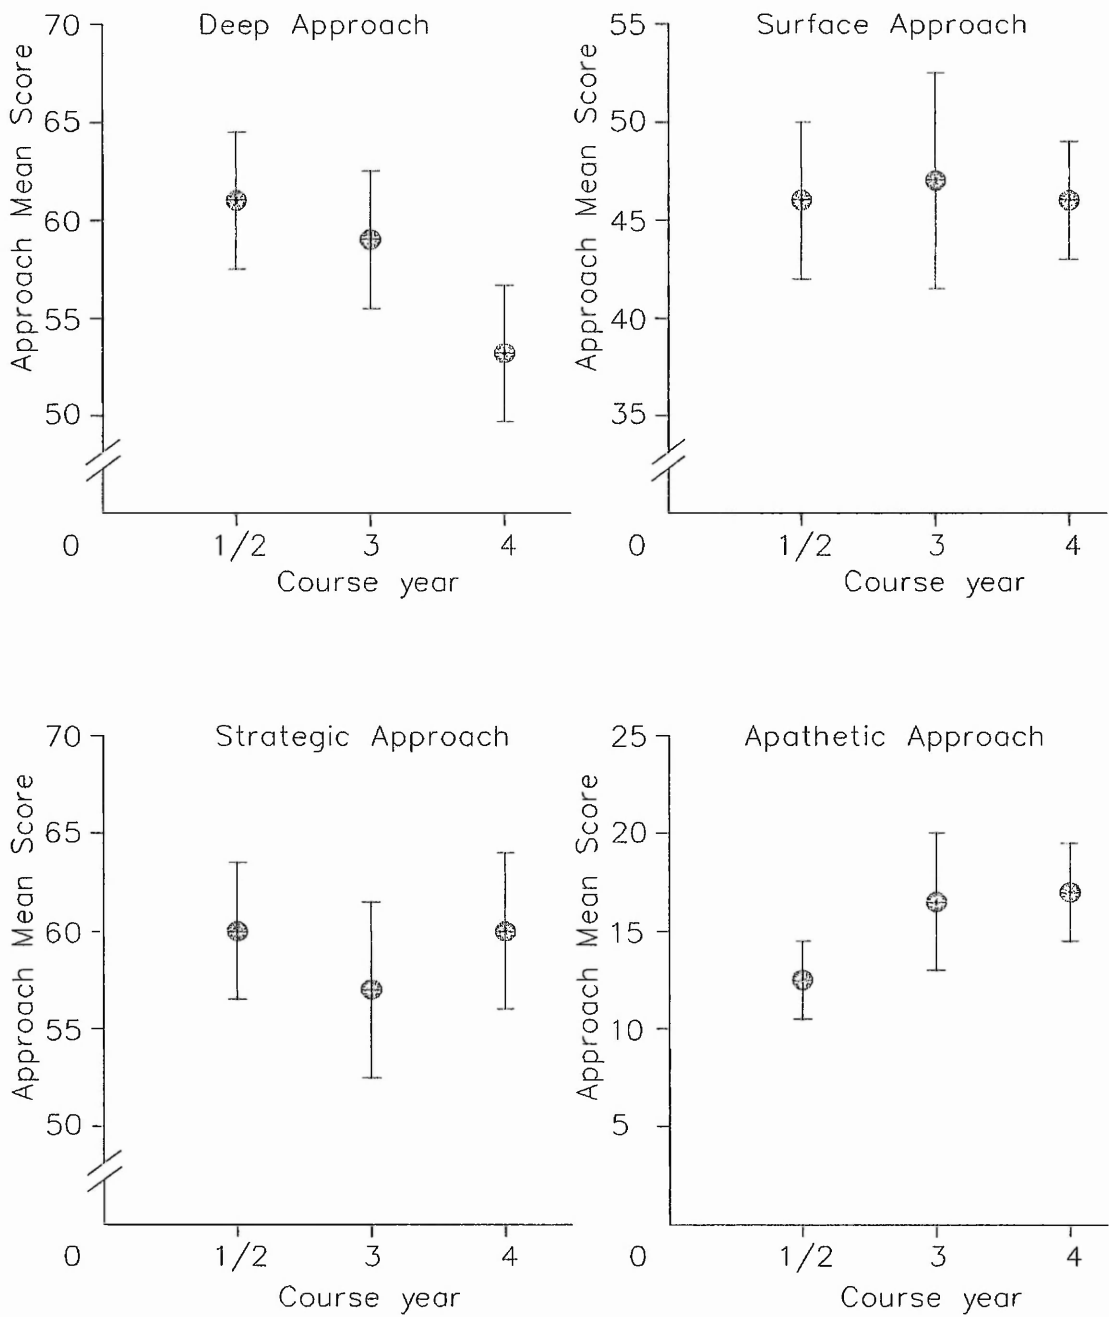 Deep Approach
Approach Mean Score
70
65
60
55
50
0
1/2 3 4
Course year
Surface Approach
Approach Mean Score
55
50
45
40
35
0
1/2 3 4
Course year
Strategic Approach
Approach Mean Score
70
65
60
55
50
0
1/2 3 4
Course year
Apathetic Approach
Approach Mean Score
25
20
15
10
5
0
1/2 3 4
Course year